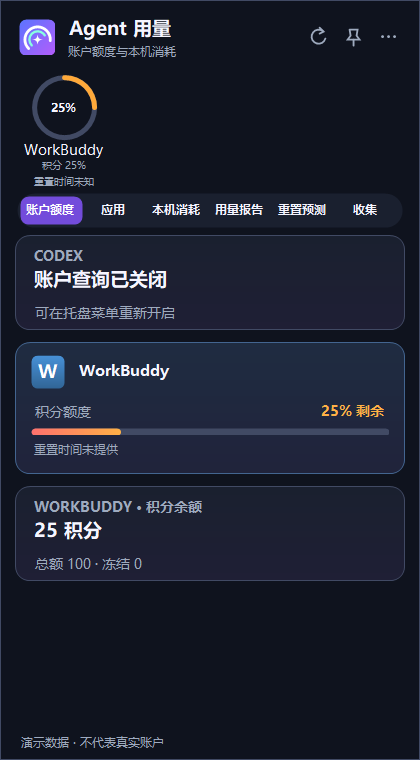 Agent 用量
账户额度与本机消耗
25%
WorkBuddy
积分 25%
重置时间未知
账户额度 应用 本机消耗 用量报告 重置预测 收集
CODEX
账户查询已关闭
可在托盘菜单重新开启
W WorkBuddy
积分额度 25% 剩余
重置时间未提供
WORKBUDDY • 积分余额
25 积分
总额 100 · 冻结 0
演示数据 · 不代表真实账户